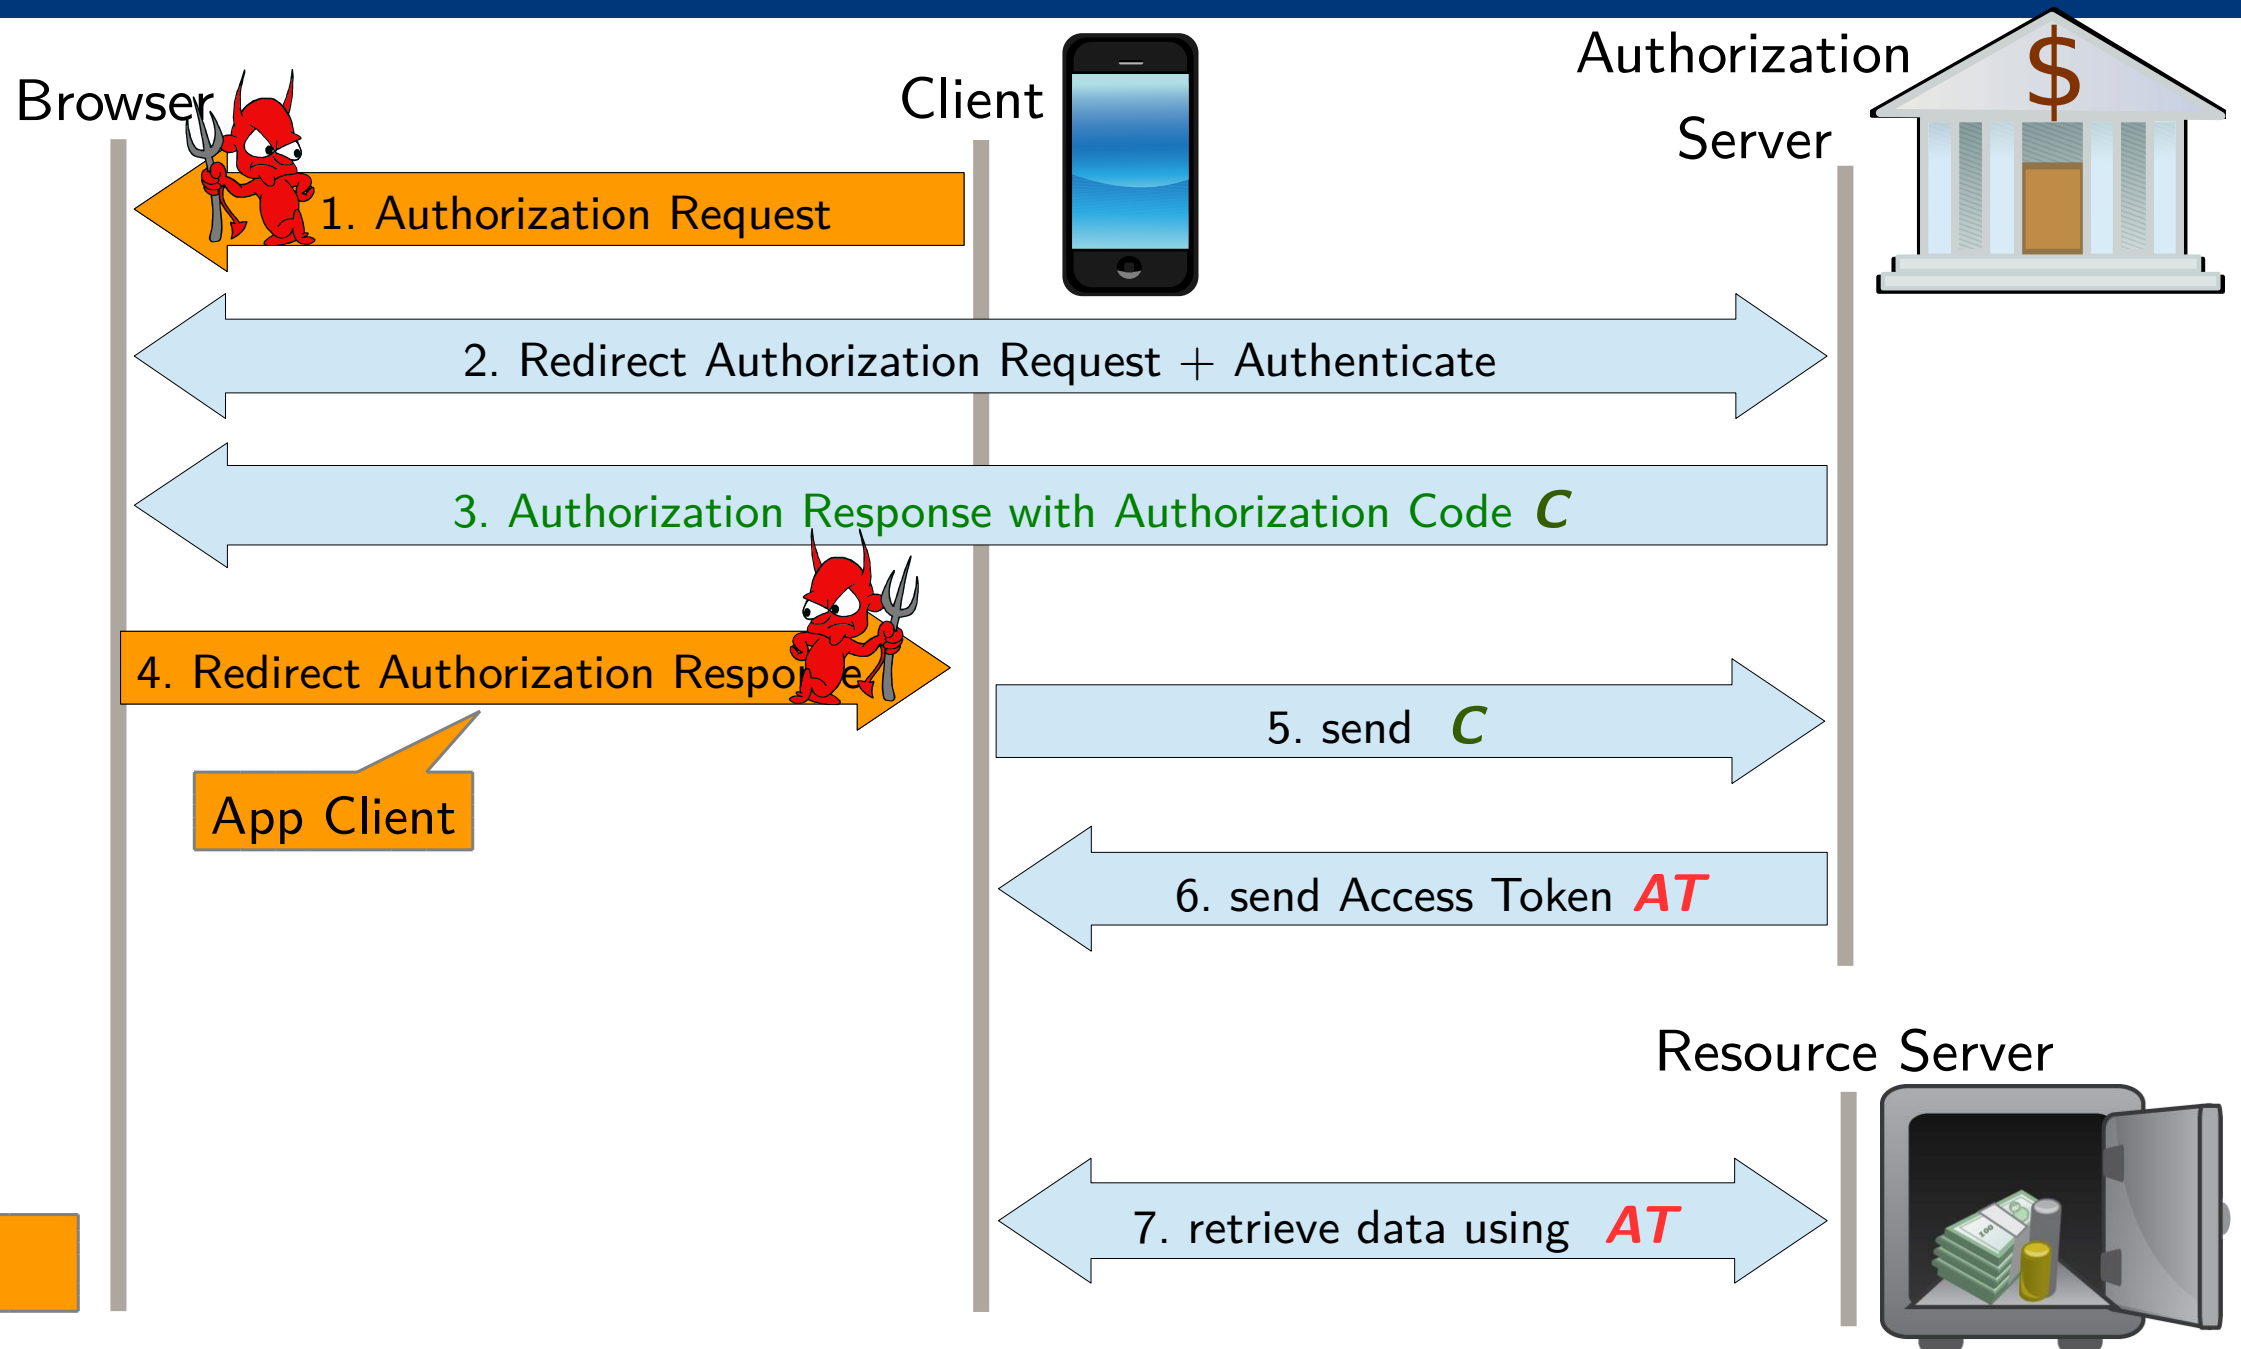 Browser
Client
Authorization
Server
$
1. Authorization Request
2. Redirect Authorization Request + Authenticate
3. Authorization Response with Authorization Code C
4. Redirect Authorization Response
5. send C
App Client
6. send Access Token AT
Resource Server
100
7. retrieve data using AT